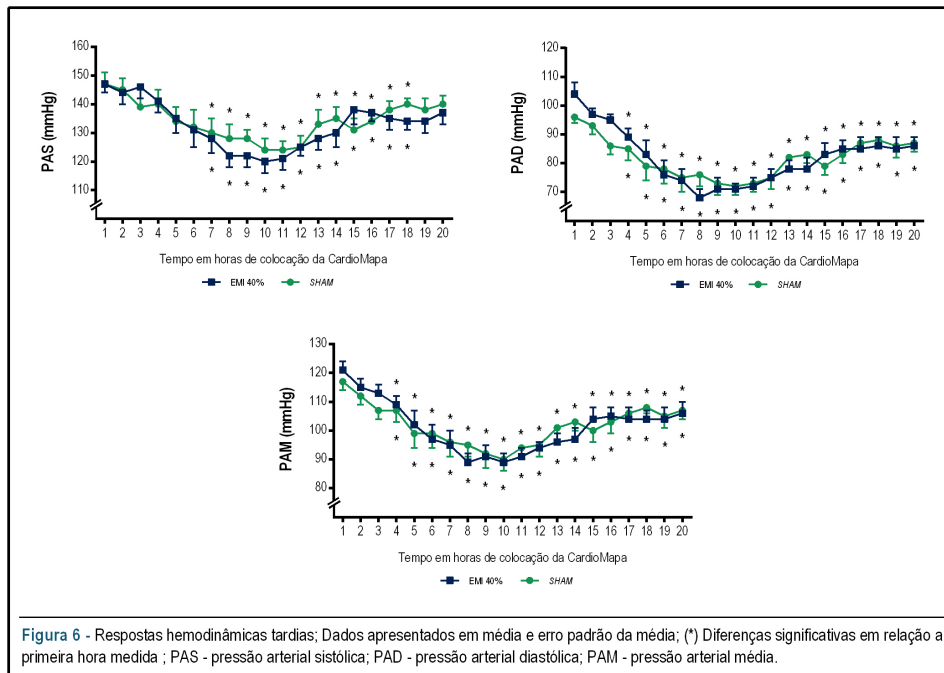 PAS (mmHg)
160
150
140
130
120
110
1 2 3 4 5 6 7 8 9 10 11 12 13 14 15 16 17 18 19 20
* * * * * * * * * * * *
* * * * * * * * * * * *
Tempo em horas de colocação da CardioMapa
EMI 40% SHAM
PAD (mmHg)
120
110
100
90
80
70
1 2 3 4 5 6 7 8 9 10 11 12 13 14 15 16 17 18 19 20
* * * * * * * * * * * * * * * * *
* * * * * * * * * * * * * * * * *
Tempo em horas de colocação da CardioMapa
EMI 40% SHAM
PAM (mmHg)
130
120
110
100
90
80
1 2 3 4 5 6 7 8 9 10 11 12 13 14 15 16 17 18 19 20
* * * * * * * * * * * * * * * * *
* * * * * * * * * * * * * * * *
Tempo em horas de colocação da CardioMapa
EMI 40% SHAM
Figura 6 - Respostas hemodinâmicas tardias; Dados apresentados em média e erro padrão da média; (*) Diferenças significativas em relação a
primeira hora medida ; PAS - pressão arterial sistólica; PAD - pressão arterial diastólica; PAM - pressão arterial média.